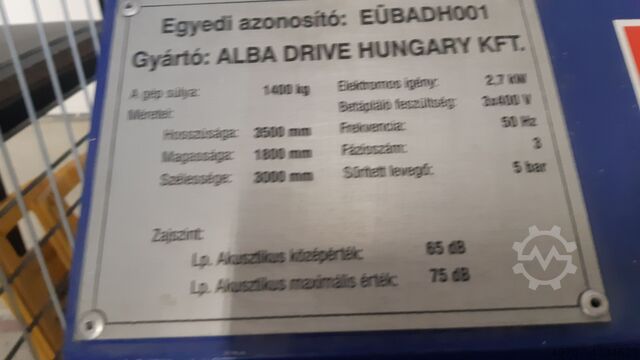 Egyedi azonosító: EÜBADH001
Gyártó: ALBA DRIVE HUNGARY KFT.
A gép súlya: 1400 kg
Méretei:
Hosszúsága: 3500 mm
Magassága: 1800 mm
Szélessége: 3000 mm
Elektromos igény: 2,7 kW
Betápláló feszültség: 3x400 V
Frekvencia: 50 Hz
Fázisszám: 3
Sűrített levegő: 5 bar
Zajszint:
Lp. Akusztikus középérték: 65 dB
Lp. Akusztikus maximális érték: 75 dB